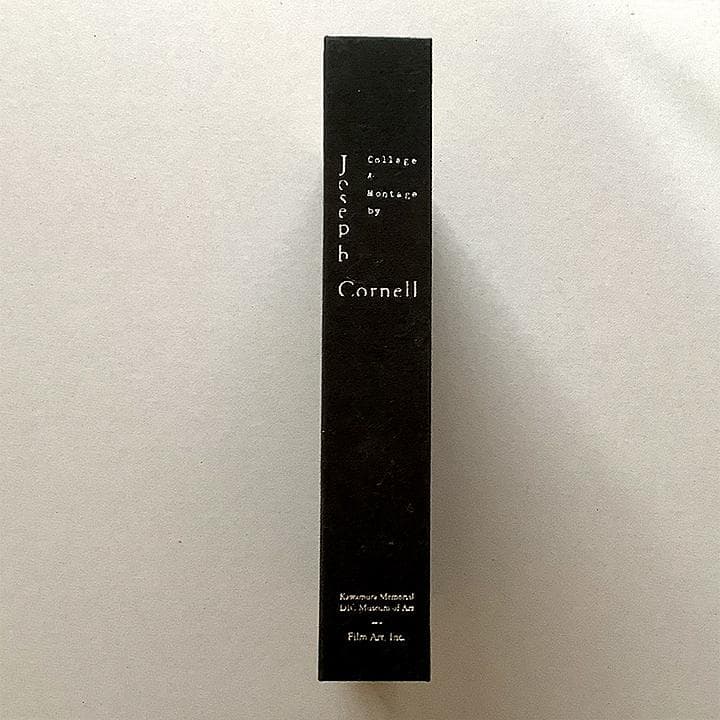 Collage
&
Montage
by
Joseph
Cornell
Kawamura Memorial
DIC Museum of Art
Film Art, Inc.